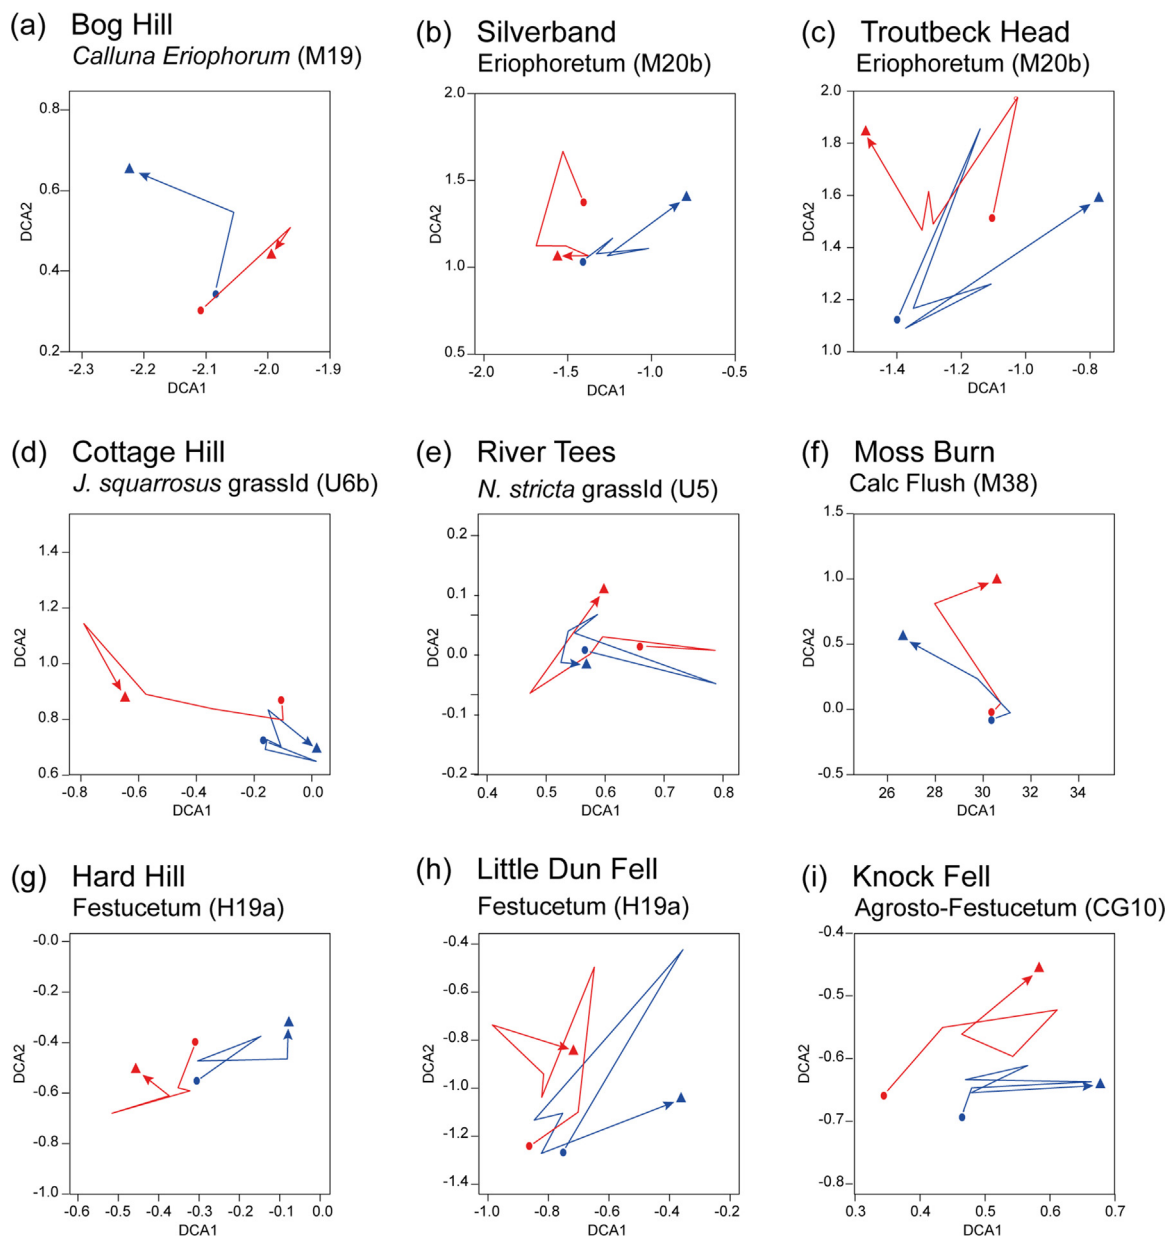 (a) Bog Hill
Calluna Eriophorum (M19)
0.8
0.6
0.4
0.2
DCA2
-2.3 -2.2 -2.1 -2.0 -1.9
DCA1
(b) Silverband
Eriophoretum (M20b)
2.0
1.5
1.0
0.5
DCA2
-2.0 -1.5 -1.0 -0.5
DCA1
(c) Troutbeck Head
Eriophoretum (M20b)
2.0
1.8
1.6
1.4
1.2
1.0
DCA2
-1.4 -1.2 -1.0 -0.8
DCA1
(d) Cottage Hill
J. squarrosus grassld (U6b)
1.4
1.2
1.0
0.8
0.6
DCA2
-0.8 -0.6 -0.4 -0.2 0.0
DCA1
(e) River Tees
N. stricta grassld (U5)
0.2
0.1
0.0
-0.1
-0.2
DCA2
0.4 0.5 0.6 0.7 0.8
DCA1
(f) Moss Burn
Calc Flush (M38)
1.5
1.0
0.5
0.0
-0.5
DCA2
26 28 30 32 34
DCA1
(g) Hard Hill
Festucetum (H19a)
-0.0
-0.2
-0.4
-0.6
-0.8
-1.0
DCA2
-0.6 -0.5 -0.4 -0.3 -0.2 -0.1 0.0
DCA1
(h) Little Dun Fell
Festucetum (H19a)
-0.4
-0.6
-0.8
-1.0
-1.2
-1.4
DCA2
-1.0 -0.8 -0.6 -0.4 -0.2
DCA1
(i) Knock Fell
Agrosto-Festucetum (CG10)
-0.4
-0.5
-0.6
-0.7
-0.8
DCA2
0.3 0.4 0.5 0.6 0.7
DCA1